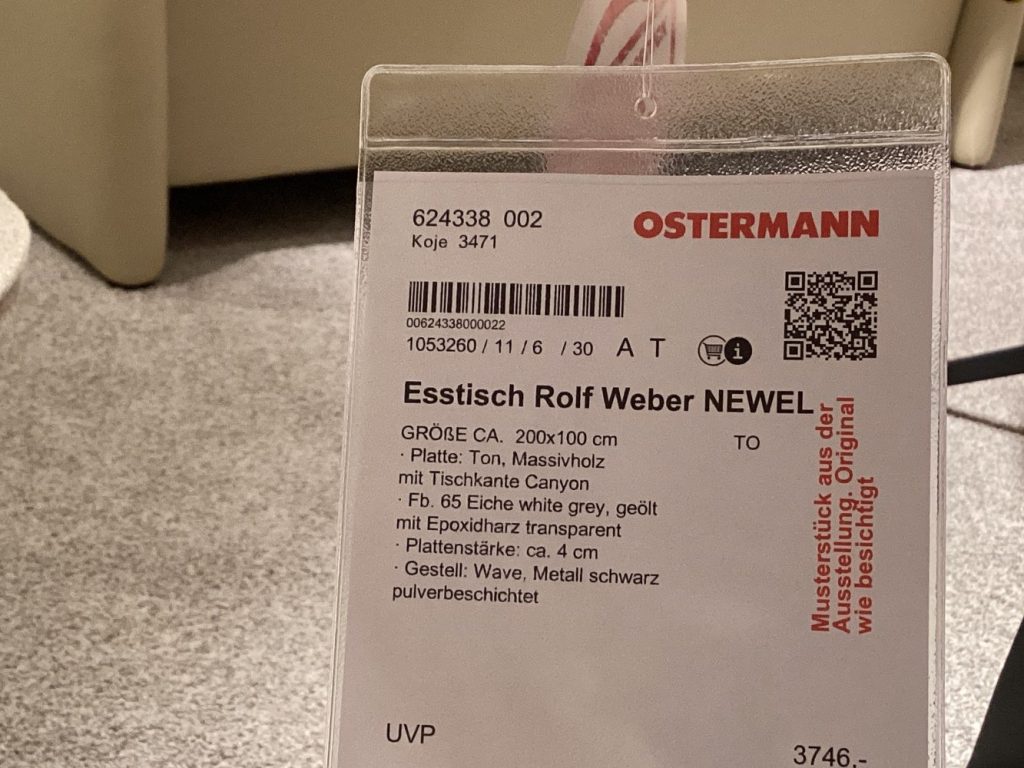 624338 002
Koje 3471
OSTERMANN
00624338000022
1053260 / 11 / 6 / 30 A T
Esstisch Rolf Weber NEWEL
GRÖßE CA. 200x100 cm
TO
· Platte: Ton, Massivholz
mit Tischkante Canyon
· Fb. 65 Eiche white grey, geölt
mit Epoxidharz transparent
· Plattenstärke: ca. 4 cm
· Gestell: Wave, Metall schwarz
pulverbeschichtet
Musterstück aus der
Ausstellung. Original
wie besichtigt
UVP
3746,-